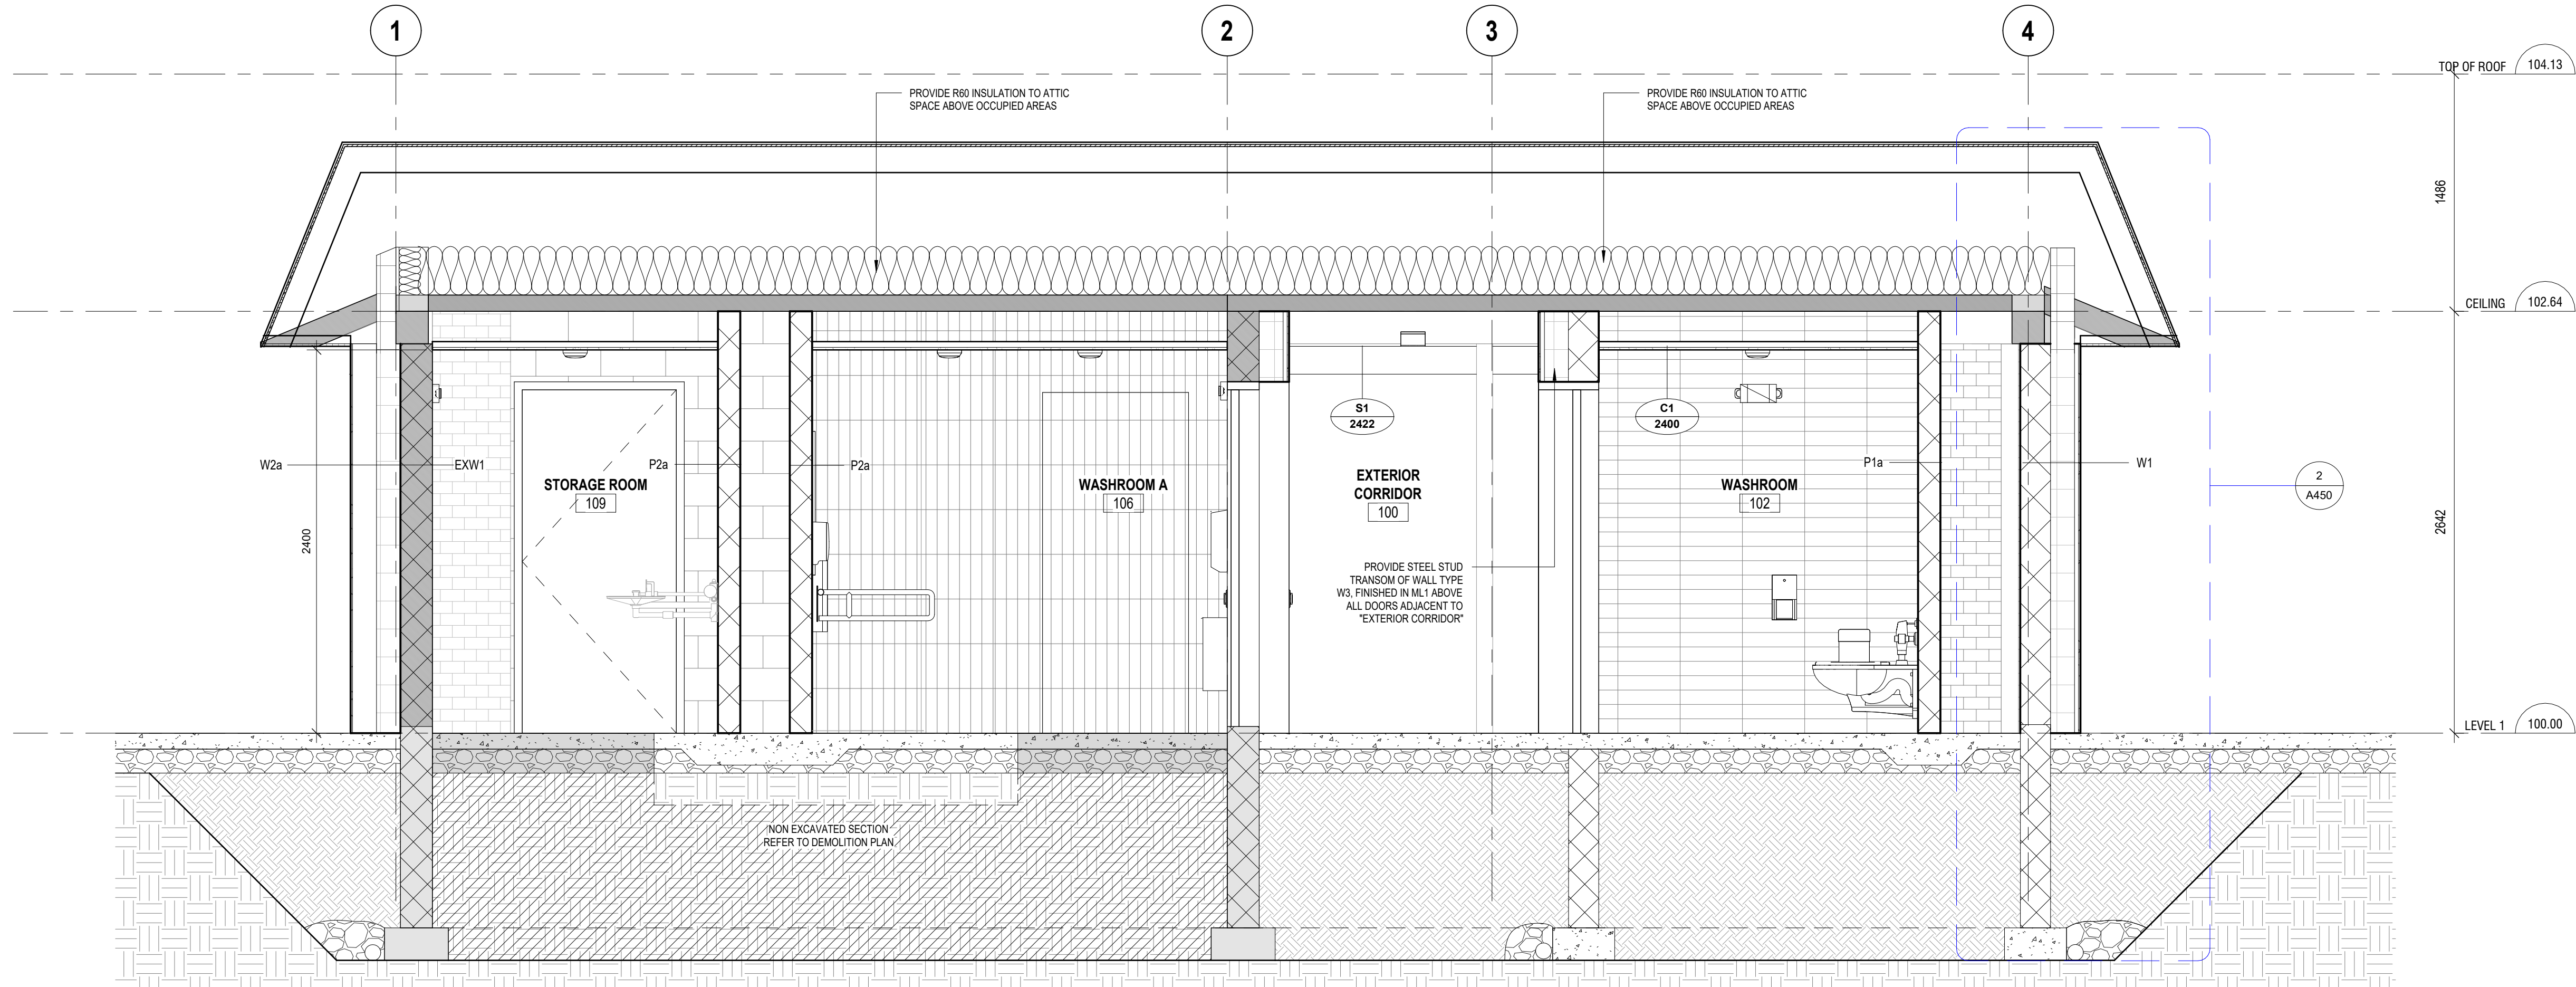 1
2
3
4
TOP OF ROOF 104.13
PROVIDE R60 INSULATION TO ATTIC
SPACE ABOVE OCCUPIED AREAS
PROVIDE R60 INSULATION TO ATTIC
SPACE ABOVE OCCUPIED AREAS
1486
CEILING 102.64
S1
2422
C1
2400
W2a
EXW1
P2a
P2a
P1a
W1
STORAGE ROOM
109
WASHROOM A
106
EXTERIOR
CORRIDOR
100
WASHROOM
102
2
A450
2400
2642
PROVIDE STEEL STUD
TRANSOM OF WALL TYPE
W3, FINISHED IN ML1 ABOVE
ALL DOORS ADJACENT TO
"EXTERIOR CORRIDOR"
LEVEL 1 100.00
NON EXCAVATED SECTION
REFER TO DEMOLITION PLAN